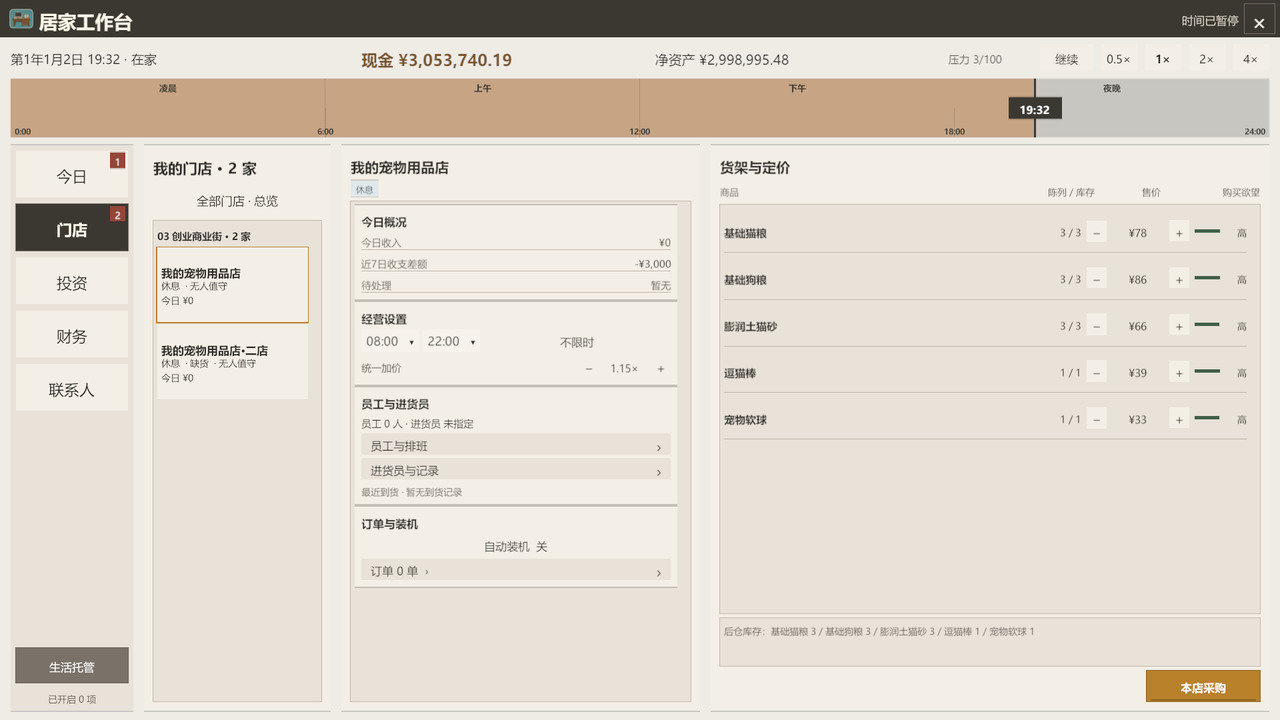 居家工作台
时间已暂停 ×
第1年1月2日 19:32 · 在家
现金 ¥3,053,740.19
净资产 ¥2,998,995.48
压力 3/100
继续 0.5× 1× 2× 4×
凌晨 上午 下午 夜晚
19:32
0:00 6:00 12:00 18:00 24:00
今日 1
门店 2
投资
财务
联系人
生活托管
已开启 0 项
我的门店 • 2 家
全部门店 · 总览
03 创业商业街 • 2 家
我的宠物用品店
休息 · 无人值守
今日 ¥0
我的宠物用品店•二店
休息 · 缺货 · 无人值守
今日 ¥0
我的宠物用品店
休息
今日概况
今日收入 ¥0
近7日收支差额 -¥3,000
待处理 暂无
经营设置
08:00 ▾ 22:00 ▾ 不限时
统一加价 − 1.15× +
员工与进货员
员工 0 人 · 进货员 未指定
员工与排班 ›
进货员与记录 ›
最近到货 · 暂无到货记录
订单与装机
自动装机 关
订单 0 单 › ›
货架与定价
商品 陈列 / 库存 售价 购买欲望
基础猫粮 3 / 3 − ¥78 + 高
基础狗粮 3 / 3 − ¥86 + 高
膨润土猫砂 3 / 3 − ¥66 + 高
逗猫棒 1 / 1 − ¥39 + 高
宠物软球 1 / 1 − ¥33 + 高
后仓库存：基础猫粮 3 / 基础狗粮 3 / 膨润土猫砂 3 / 逗猫棒 1 / 宠物软球 1
本店采购